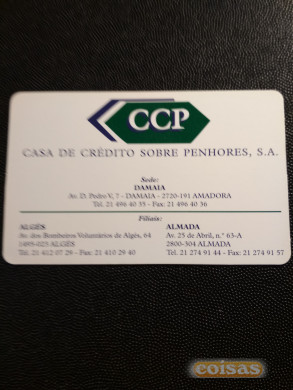 CCP
CASA DE CRÉDITO SOBRE PENHORES, S.A.
Sede:
DAMAIA
Av. D. Pedro V, 7 - DAMAIA - 2720-191 AMADORA
Tel. 21 496 40 35 - Fax: 21 496 40 36
Filiais:
ALGÉS
Av. dos Bombeiros Voluntários de Algés, 64
1495-023 ALGÉS
Tel. 21 412 07 29 - Fax: 21 410 29 40
ALMADA
Av. 25 de Abril, n.º 63-A
2800-304 ALMADA
Tel. 21 274 91 44 - Fax: 21 274 91 57
coisas